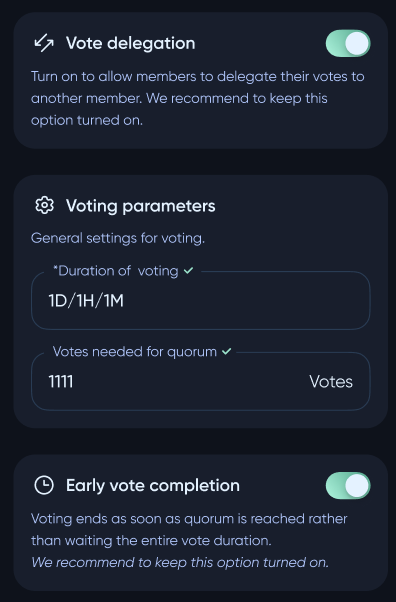 Vote delegation
Turn on to allow members to delegate their votes to
another member. We recommend to keep this
option turned on.
Voting parameters
General settings for voting.
*Duration of voting
1D/1H/1M
Votes needed for quorum
1111 Votes
Early vote completion
Voting ends as soon as quorum is reached rather
than waiting the entire vote duration.
We recommend to keep this option turned on.